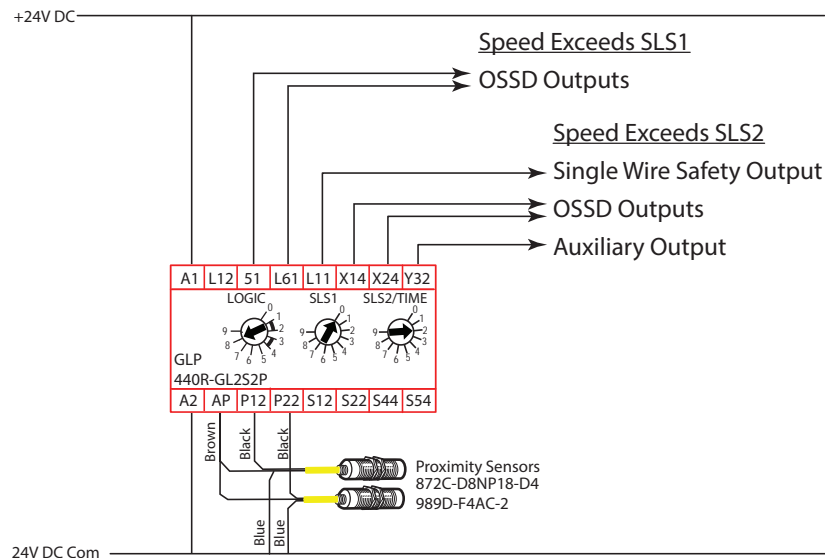 +24V DC
Speed Exceeds SLS1
OSSD Outputs
Speed Exceeds SLS2
Single Wire Safety Output
OSSD Outputs
Auxiliary Output
A1 L12 51 L61 L11 X14 X24 Y32
LOGIC SLS1 SLS2/TIME
0 1 2 3 4 5 6 7 8 9
0 1 2 3 4 5 6 7 8 9
0 1 2 3 4 5 6 7 8 9
GLP
440R-GL2S2P
A2 AP P12 P22 S12 S22 S44 S54
Brown
Black
Black
Blue
Blue
Proximity Sensors
872C-D8NP18-D4
989D-F4AC-2
24V DC Com